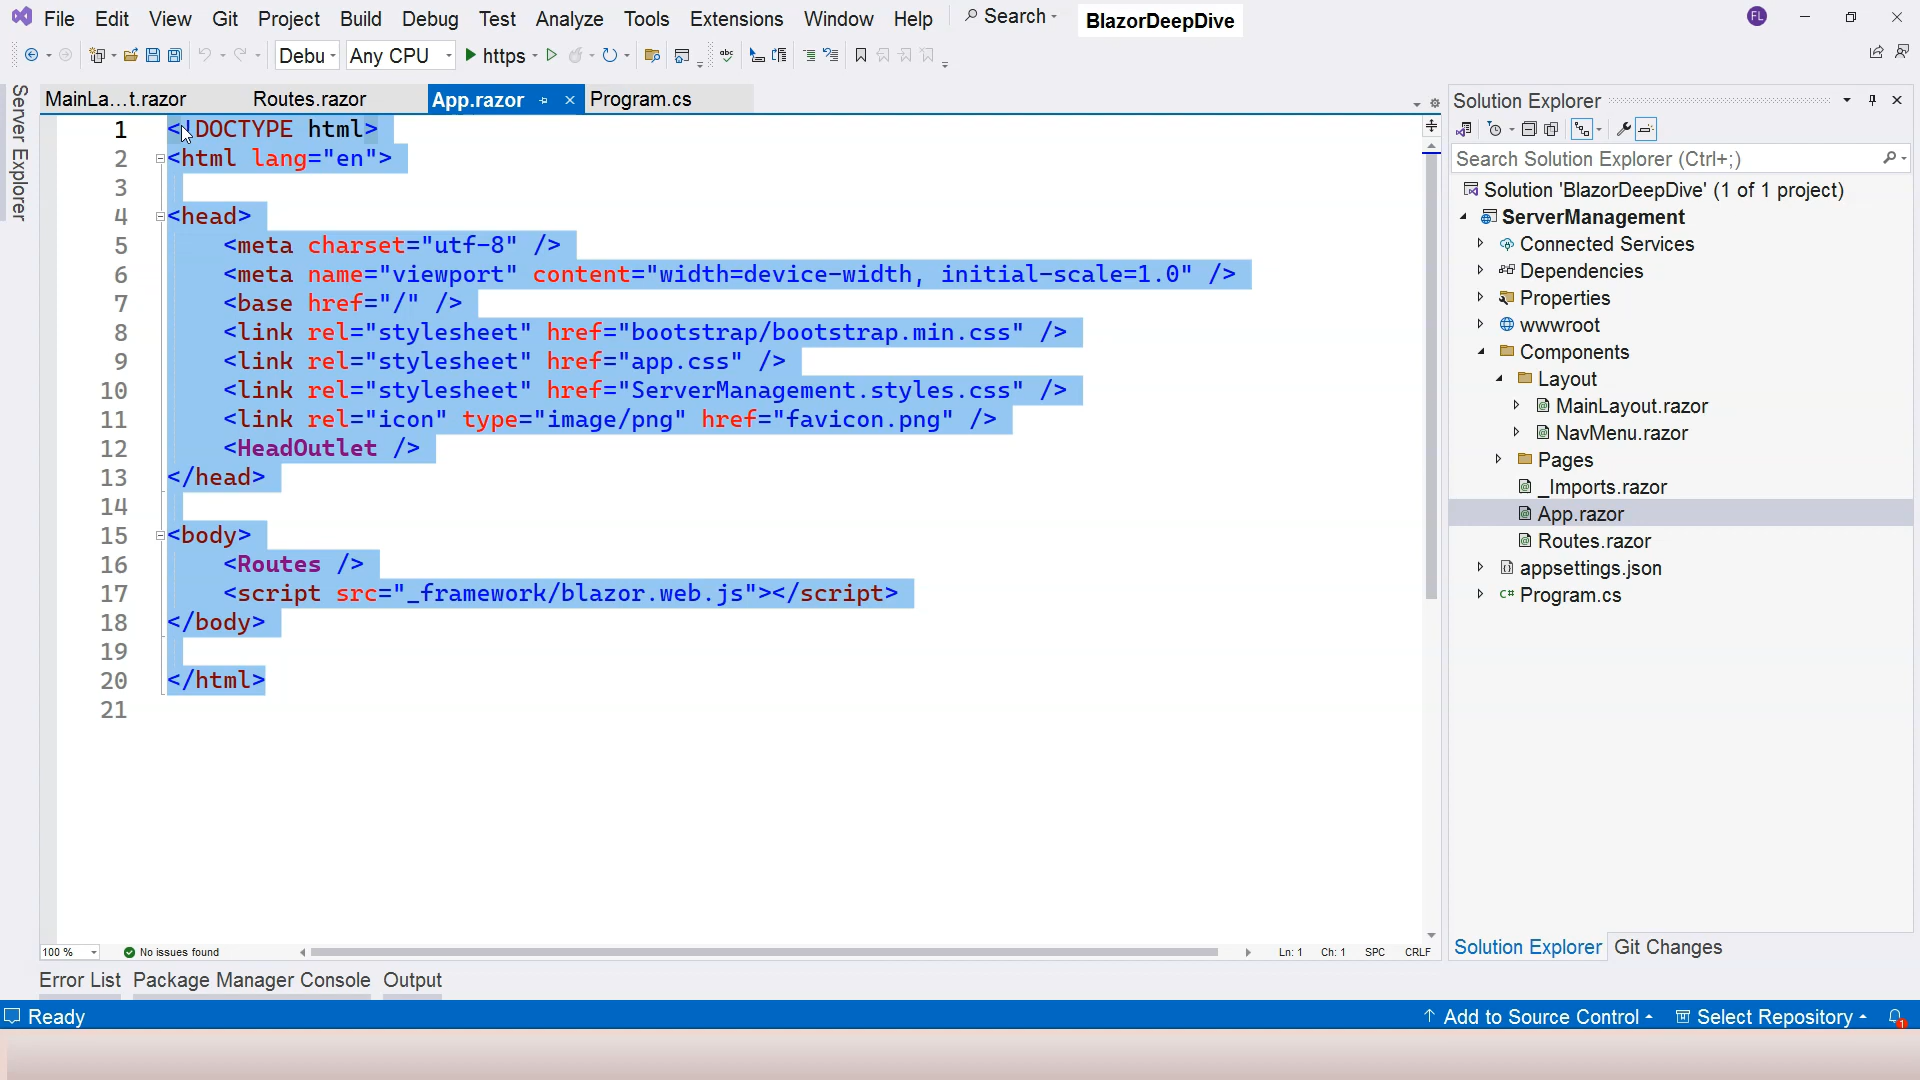 File Edit View Git Project Build Debug Test Analyze Tools Extensions Window Help Search BlazorDeepDive FL
Debu Any CPU https abc
Server Explorer
MainLa...t.razor Routes.razor App.razor Program.cs
1 <!DOCTYPE html>
2 <html lang="en">
3
4 <head>
5 <meta charset="utf-8" />
6 <meta name="viewport" content="width=device-width, initial-scale=1.0" />
7 <base href="/" />
8 <link rel="stylesheet" href="bootstrap/bootstrap.min.css" />
9 <link rel="stylesheet" href="app.css" />
10 <link rel="stylesheet" href="ServerManagement.styles.css" />
11 <link rel="icon" type="image/png" href="favicon.png" />
12 <HeadOutlet />
13 </head>
14
15 <body>
16 <Routes />
17 <script src="_framework/blazor.web.js"></script>
18 </body>
19
20 </html>
21
100 % No issues found Ln: 1 Ch: 1 SPC CRLF
Solution Explorer
Search Solution Explorer (Ctrl+;)
Solution 'BlazorDeepDive' (1 of 1 project)
ServerManagement
Connected Services
Dependencies
Properties
wwwroot
Components
Layout
MainLayout.razor
NavMenu.razor
Pages
_Imports.razor
App.razor
Routes.razor
appsettings.json
C# Program.cs
Solution Explorer Git Changes
Error List Package Manager Console Output
Ready Add to Source Control Select Repository 1